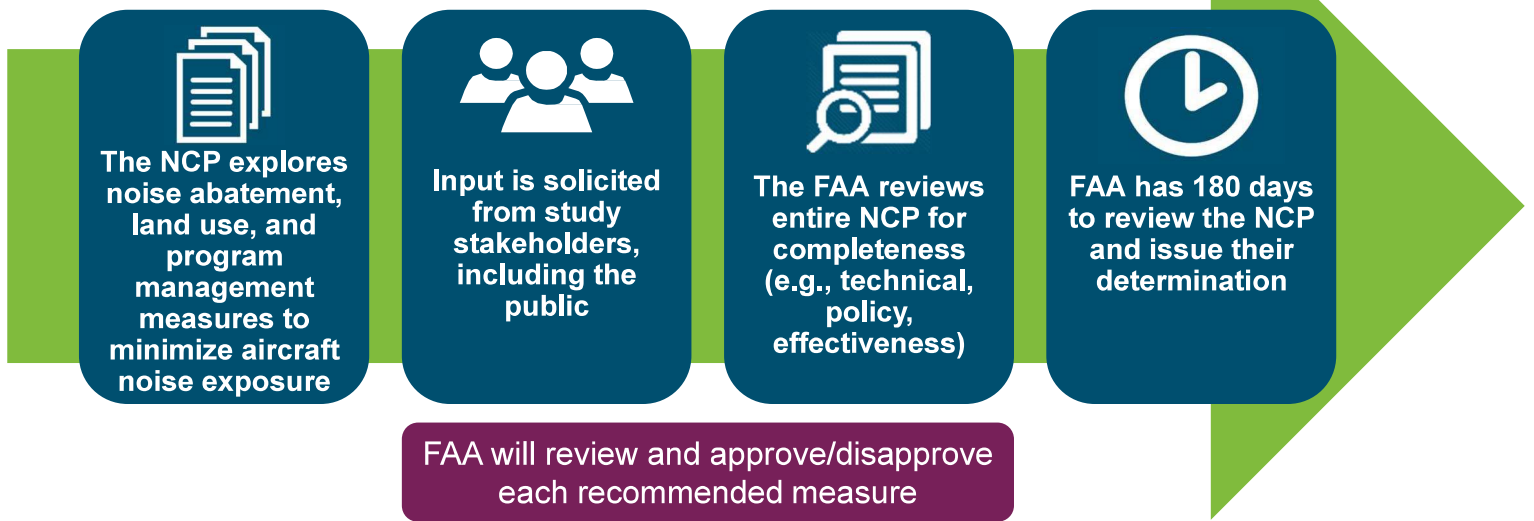 The NCP explores
noise abatement,
land use, and
program
management
measures to
minimize aircraft
noise exposure
Input is solicited
from study
stakeholders,
including the
public
The FAA reviews
entire NCP for
completeness
(e.g., technical,
policy,
effectiveness)
FAA has 180 days
to review the NCP
and issue their
determination
FAA will review and approve/disapprove
each recommended measure